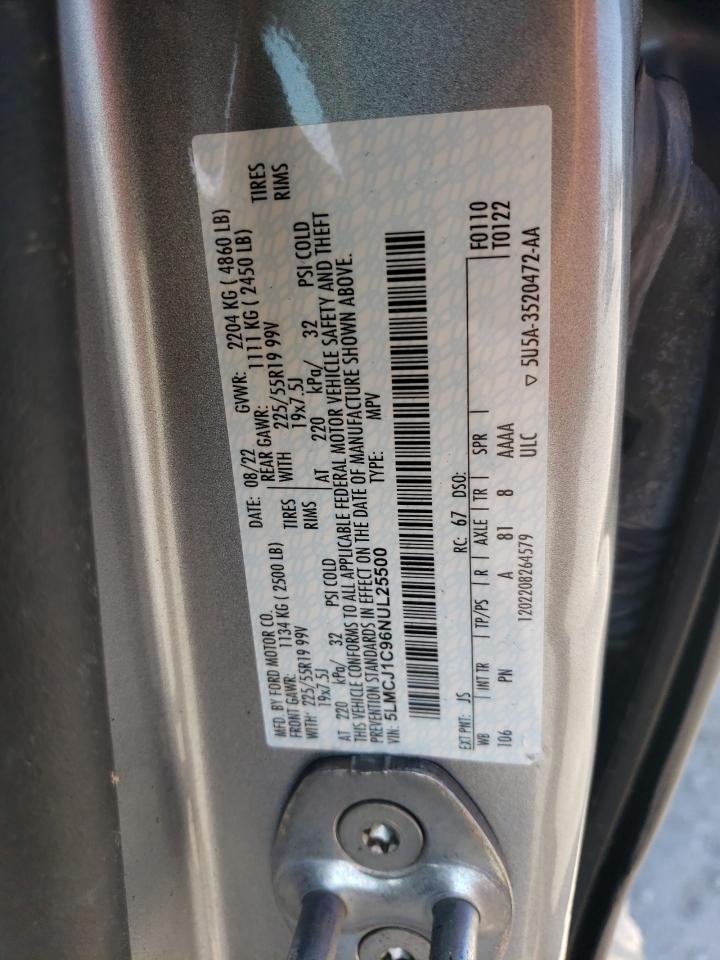 MFD. BY FORD MOTOR CO. DATE: 08/22 GVWR: 2204 KG ( 4860 LB)
FRONT GAWR: 1134 KG ( 2500 LB) REAR GAWR: 1111 KG ( 2450 LB)
WITH 225/55R19 99V TIRES WITH 225/55R19 99V TIRES
19x7.5J RIMS 19x7.5J RIMS
AT 220 kPa/ 32 PSI COLD AT 220 kPa/ 32 PSI COLD
THIS VEHICLE CONFORMS TO ALL APPLICABLE FEDERAL MOTOR VEHICLE SAFETY AND THEFT
PREVENTION STANDARDS IN EFFECT ON THE DATE OF MANUFACTURE SHOWN ABOVE.
VIN: 5LMCJ1C96NUL25500 TYPE: MPV
EXT PNT: JS RC: 67 DSO: F0110
WB INT TR TP/PS R AXLE TR SPR T0122
106 PN A 81 8 AAAA
1202208264579 ULC ▽ 5U5A-3520472-AA